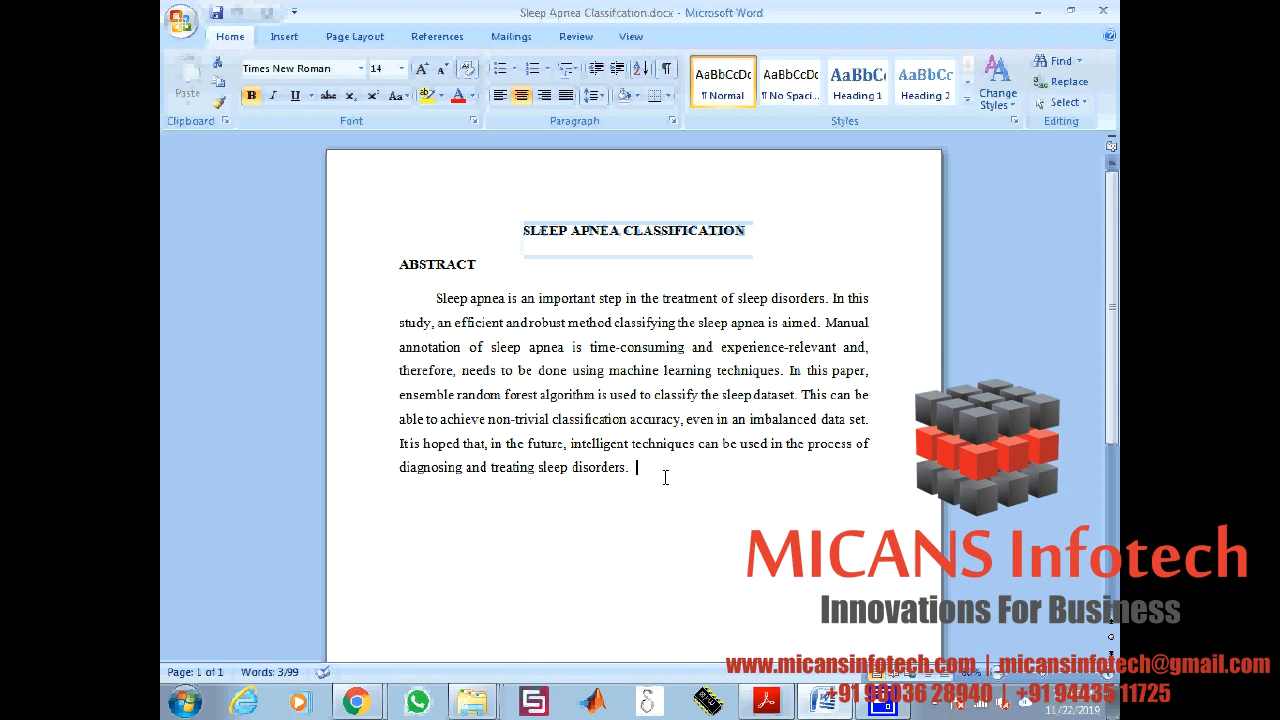 Sleep Apnea Classifcation.docx - Microsoft Word
Home Insert Page Layout References Mailings Review View
Paste
Times New Roman 14
AaBbCcDc AaBbCcDc AaBbC AaBbCc
¶ Normal ¶ No Spaci... Heading 1 Heading 2
Change Styles
Find
Replace
Select
Clipboard Font Paragraph Styles Editing
SLEEP APNEA CLASSIFICATION
ABSTRACT
Sleep apnea is an important step in the treatment of sleep disorders. In this
study, an efficient and robust method classifying the sleep apnea is aimed. Manual
annotation of sleep apnea is time-consuming and experience-relevant and,
therefore, needs to be done using machine learning techniques. In this paper,
ensemble random forest algorithm is used to classify the sleep dataset. This can be
able to achieve non-trivial classification accuracy, even in an imbalanced data set.
It is hoped that, in the future, intelligent techniques can be used in the process of
diagnosing and treating sleep disorders.
MICANS Infotech
Innovations For Business
www.micansinfotech.com | micansinfotech@gmail.com
+91 90036 28940 | +91 94435 11725
Page: 1 of 1 Words: 3/99
11/22/2019